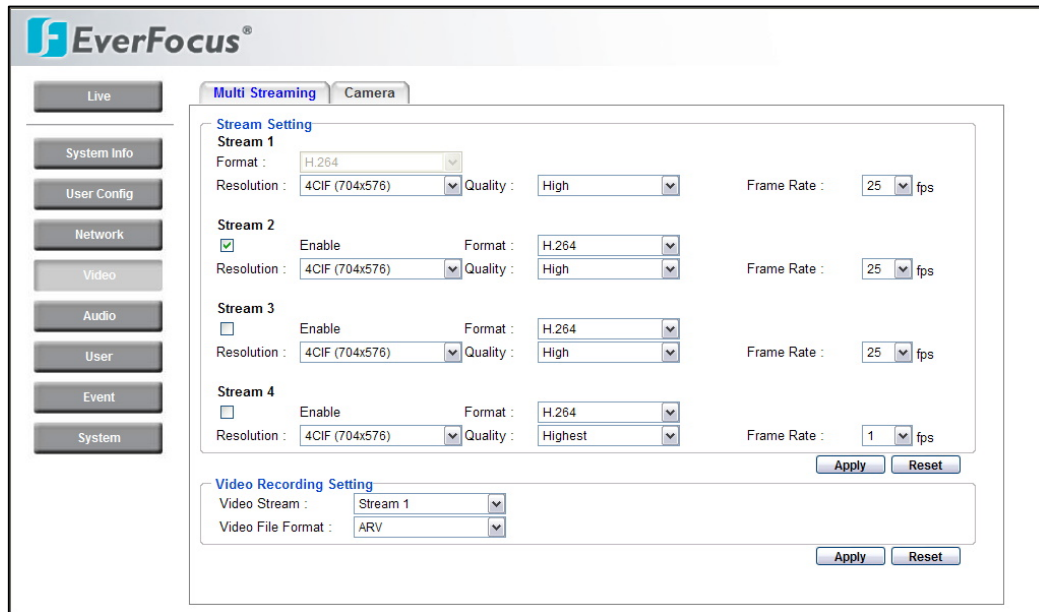 EverFocus®
Live
System Info
User Config
Network
Video
Audio
User
Event
System
Multi Streaming Camera
Stream Setting
Stream 1
Format : H.264
Resolution : 4CIF (704x576) Quality : High Frame Rate : 25 fps
Stream 2
Enable Format : H.264
Resolution : 4CIF (704x576) Quality : High Frame Rate : 25 fps
Stream 3
Enable Format : H.264
Resolution : 4CIF (704x576) Quality : High Frame Rate : 25 fps
Stream 4
Enable Format : H.264
Resolution : 4CIF (704x576) Quality : Highest Frame Rate : 1 fps
Apply Reset
Video Recording Setting
Video Stream : Stream 1
Video File Format : ARV
Apply Reset